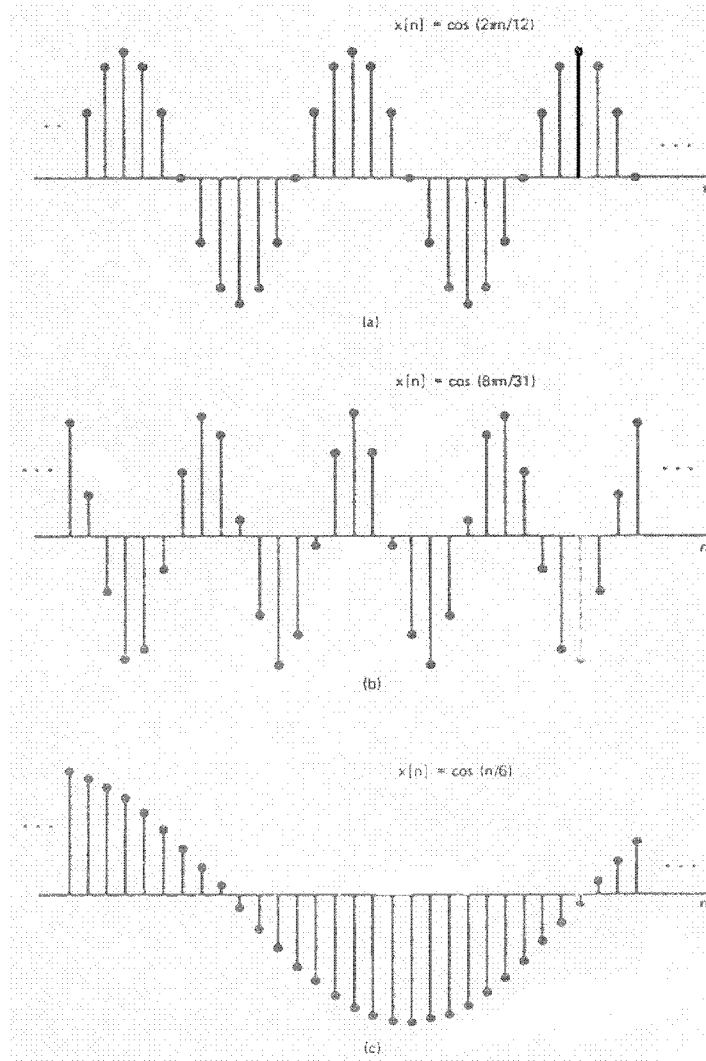 x[n] = cos (2πn/12)
n
(a)
x[n] = cos (8πn/31)
n
(b)
x[n] = cos (n/6)
n
(c)